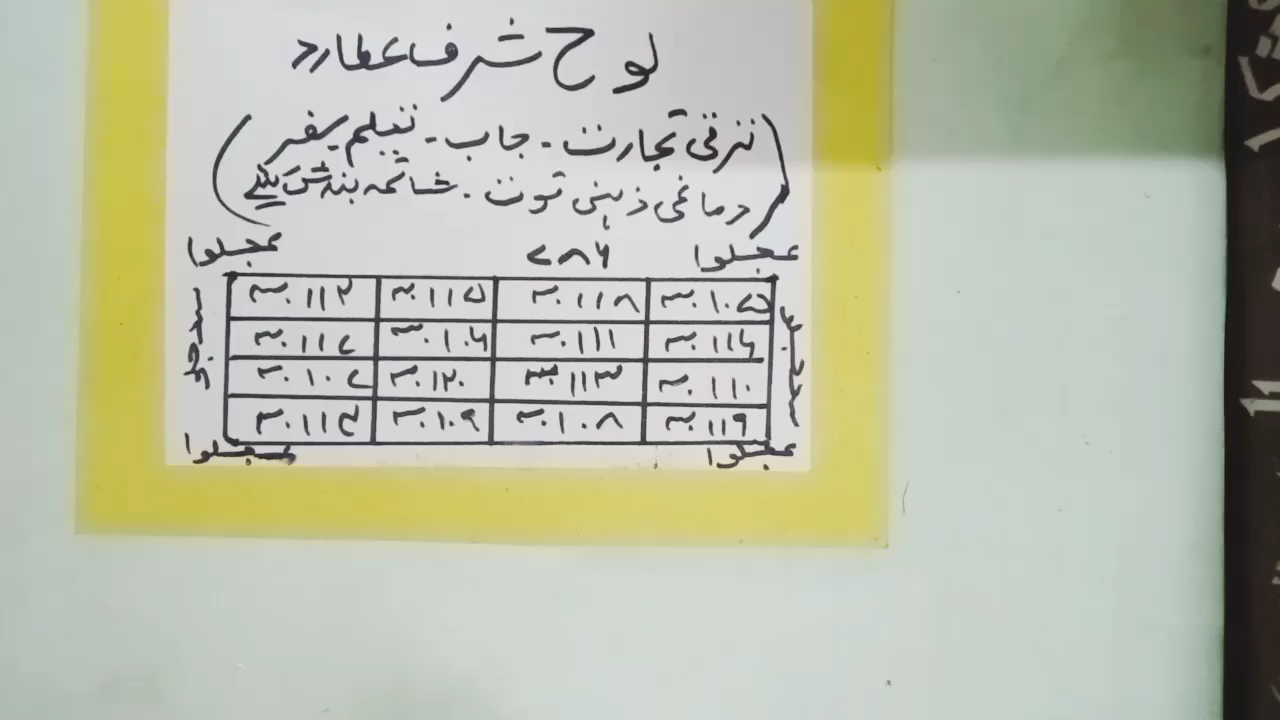 لوح شرف عطارد
(ترقی تجارت ۔ جاب ۔ تعلیم ۔ سفر
دماغی ذہنی قوت ۔ خاتمہ بندش کیلئے)
عجلوا ۷۸۶ عجلوا
۳۰۱۰۵ ۳۰۱۱۸ ۳۰۱۱۵ ۳۰۱۱۲
۳۰۱۱۶ ۳۰۱۱۱ ۳۰۱۰۶ ۳۰۱۱۷
۳۰۱۱۰ ۳۰۱۱۳ ۳۰۱۲۰ ۳۰۱۰۷
۳۰۱۱۹ ۳۰۱۰۸ ۳۰۱۰۹ ۳۰۱۱۴
عجلوا عجلوا